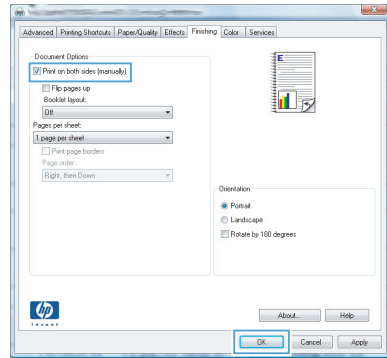 Advanced Printing Shortcuts Paper/Quality Effects Finishing Color Services
Document Options
Print on both sides (manually)
Flip pages up
Booklet layout:
Off
Pages per sheet:
1 page per sheet
Print page borders
Page order:
Right, then Down
E
Orientation
Portrait
Landscape
Rotate by 180 degrees
hp
invent
About... Help
OK Cancel Apply